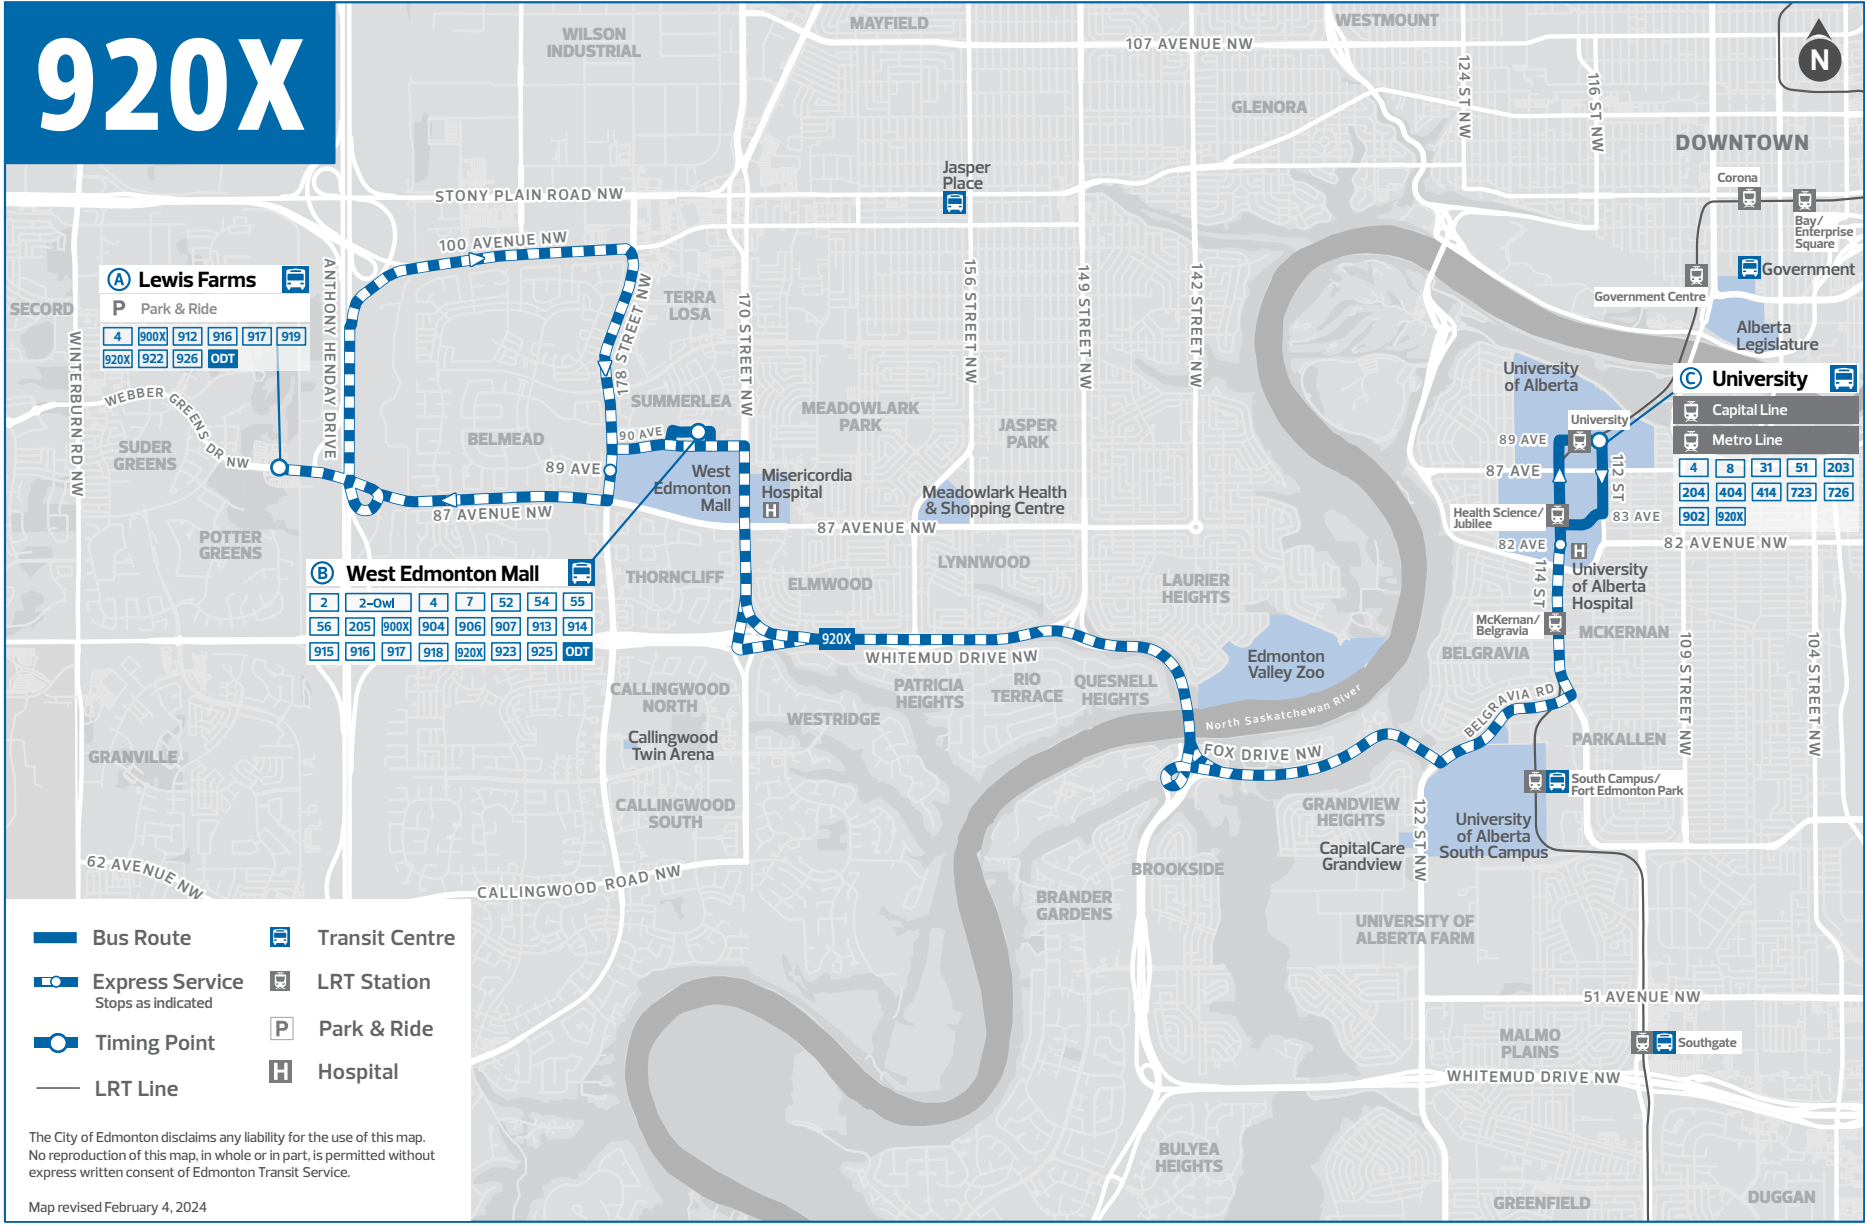 920X
N
WILSON
INDUSTRIAL
MAYFIELD
WESTMOUNT
107 AVENUE NW
124 ST NW
116 ST NW
GLENORA
DOWNTOWN
Jasper
Place
STONY PLAIN ROAD NW
Corona
Bay/
Enterprise
Square
100 AVENUE NW
Government
Government Centre
A Lewis Farms
P Park & Ride
4 900X 912 916 917 919
920X 922 926 ODT
SECORD
ANTHONY HENDAY DRIVE
178 STREET NW
TERRA
LOSA
170 STREET NW
156 STREET NW
149 STREET NW
142 STREET NW
Alberta
Legislature
WINTERBURN RD NW
WEBBER GREENS DR NW
University
of Alberta
C University
Capital Line
Metro Line
4 8 31 51 203
204 404 414 723 726
902 920X
University
SUMMERLEA
MEADOWLARK
PARK
JASPER
PARK
SUDER
GREENS
BELMEAD
90 AVE
89 AVE
89 AVE
87 AVE
112 ST
West
Edmonton
Mall
Misericordia
Hospital
H
Meadowlark Health
& Shopping Centre
87 AVENUE NW
87 AVENUE NW
Health Science/
Jubilee
83 AVE
82 AVE
H
82 AVENUE NW
114 ST
University
of Alberta
Hospital
POTTER
GREENS
B West Edmonton Mall
2 2-Owl 4 7 52 54 55
56 205 900X 904 906 907 913 914
915 916 917 918 920X 923 925 ODT
THORNCLIFF
ELMWOOD
LYNNWOOD
LAURIER
HEIGHTS
McKernan/
Belgravia
MCKERNAN
BELGRAVIA
109 STREET NW
104 STREET NW
920X
WHITEMUD DRIVE NW
Edmonton
Valley Zoo
CALLINGWOOD
NORTH
PATRICIA
HEIGHTS
RIO
TERRACE
QUESNELL
HEIGHTS
WESTRIDGE
North Saskatchewan River
BELGRAVIA RD
Callingwood
Twin Arena
GRANVILLE
FOX DRIVE NW
PARKALLEN
South Campus/
Fort Edmonton Park
CALLINGWOOD
SOUTH
GRANDVIEW
HEIGHTS
122 ST NW
University
of Alberta
South Campus
CapitalCare
Grandview
62 AVENUE NW
CALLINGWOOD ROAD NW
BROOKSIDE
BRANDER
GARDENS
UNIVERSITY OF
ALBERTA FARM
51 AVENUE NW
MALMO
PLAINS
Southgate
WHITEMUD DRIVE NW
BULYEA
HEIGHTS
GREENFIELD
DUGGAN
Bus Route
Express Service
Stops as indicated
Timing Point
LRT Line
Transit Centre
LRT Station
P Park & Ride
H Hospital
The City of Edmonton disclaims any liability for the use of this map.
No reproduction of this map, in whole or in part, is permitted without
express written consent of Edmonton Transit Service.
Map revised February 4, 2024